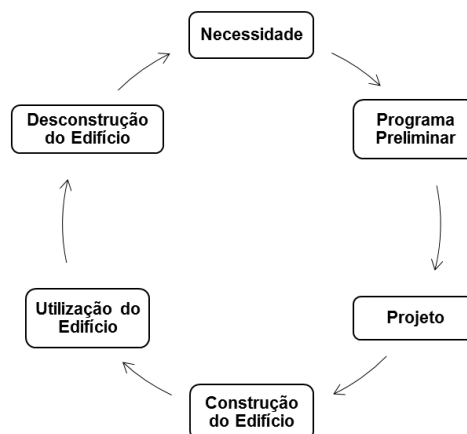 Necessidade
Programa
Preliminar
Projeto
Construção
do Edifício
Utilização do
Edifício
Desconstrução
do Edifício